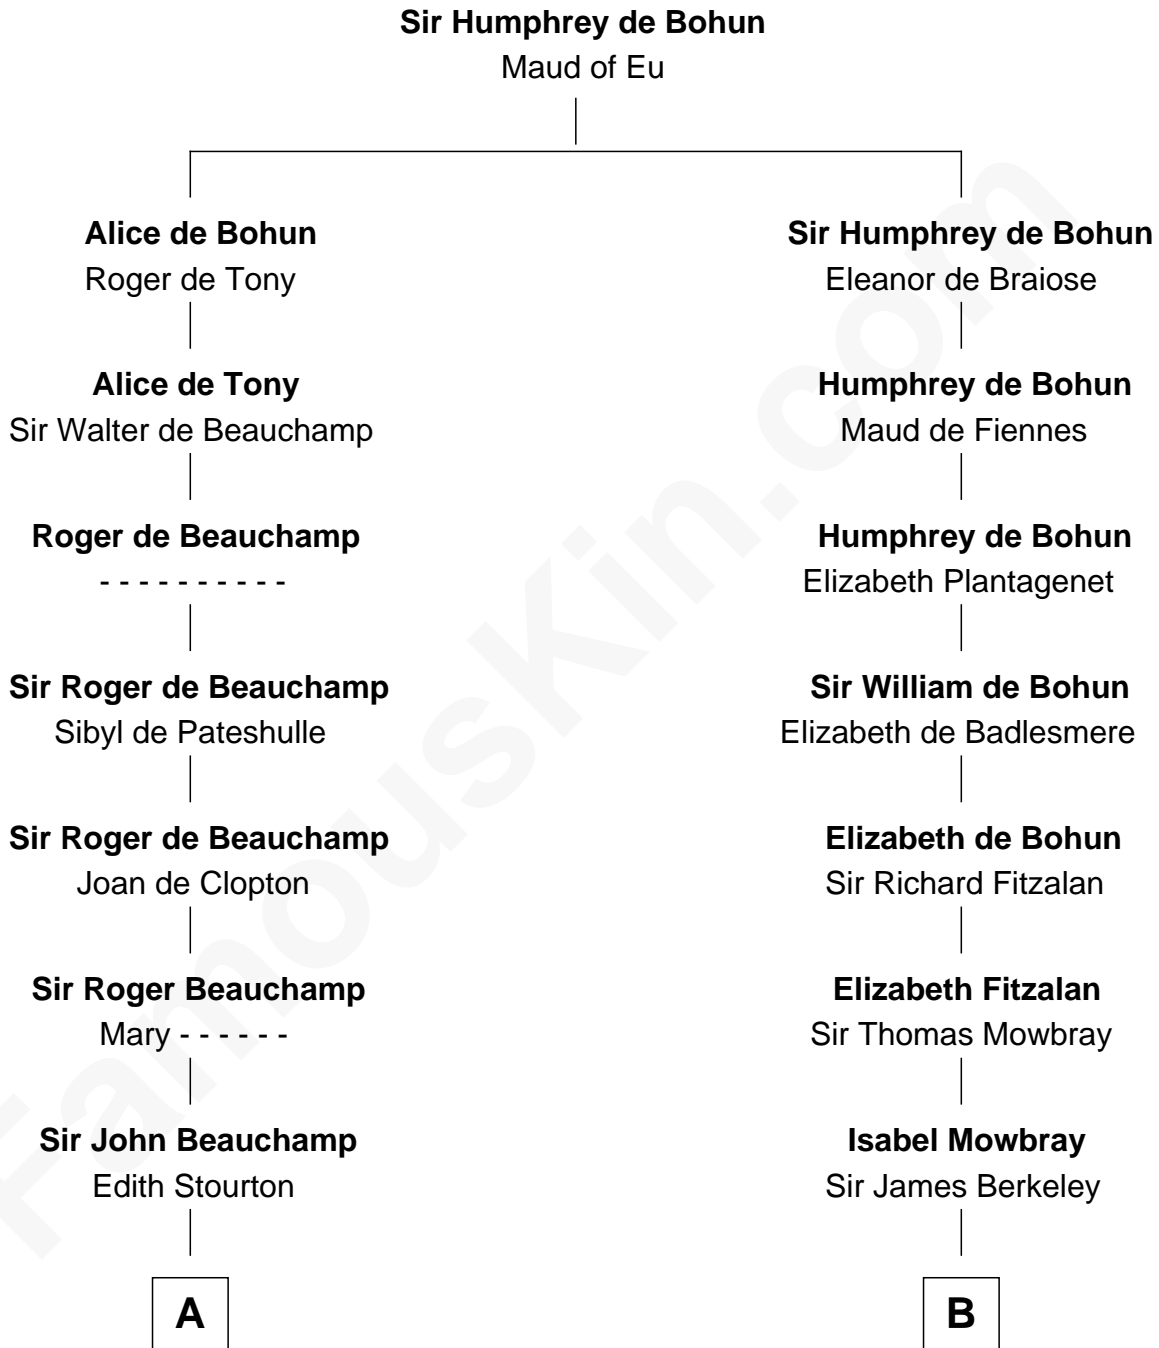 Sir Humphrey de Bohun
Maud of Eu
Alice de Bohun
Roger de Tony
Sir Humphrey de Bohun
Eleanor de Braiose
Alice de Tony
Sir Walter de Beauchamp
Humphrey de Bohun
Maud de Fiennes
Roger de Beauchamp
- - - - - - - - - -
Humphrey de Bohun
Elizabeth Plantagenet
Sir Roger de Beauchamp
Sibyl de Pateshulle
Sir William de Bohun
Elizabeth de Badlesmere
Sir Roger de Beauchamp
Joan de Clopton
Elizabeth de Bohun
Sir Richard Fitzalan
Sir Roger Beauchamp
Mary - - - - - -
Elizabeth Fitzalan
Sir Thomas Mowbray
Sir John Beauchamp
Edith Stourton
Isabel Mowbray
Sir James Berkeley
A
B
FamousKin.com